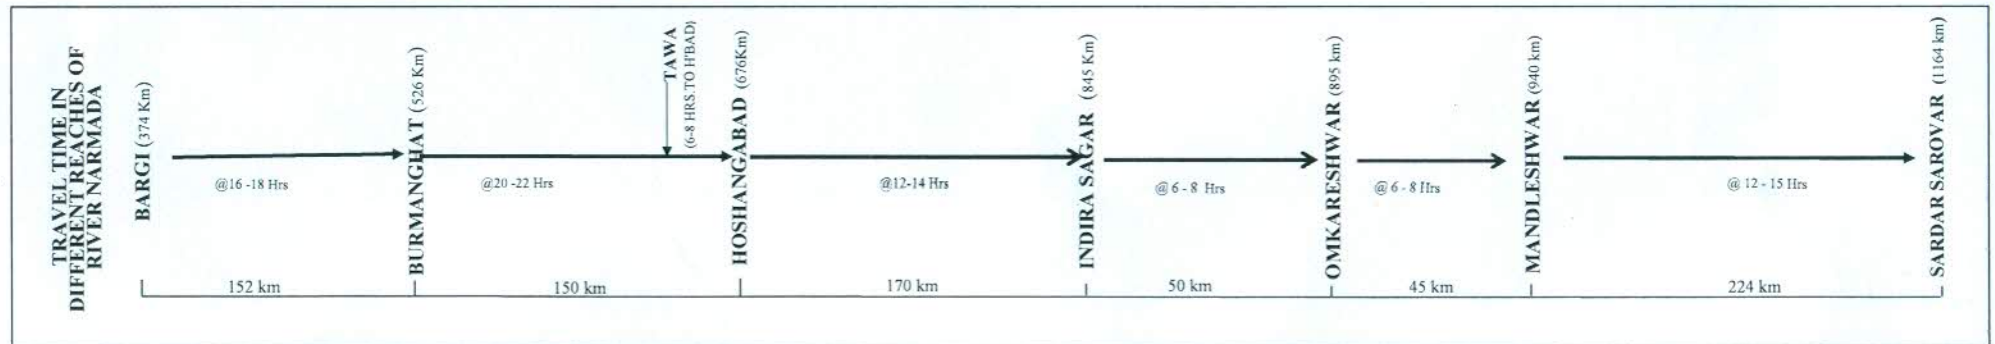 TRAVEL TIME IN
DIFFERENT REACHES OF
RIVER NARMADA
BARGI (374 Km)
@16 -18 Hrs
BURMANGHAT (526 Km)
@20 -22 Hrs
TAWA
(6-8 HRS.TO H'BAD)
HOSHANGABAD (676Km)
@12-14 Hrs
INDIRA SAGAR (845 Km)
@ 6 - 8 Hrs
OMKARESHWAR (895 km)
@ 6 - 8 Hrs
MANDLESHWAR (940 km)
@ 12 - 15 Hrs
SARDAR SAROVAR (1164 km)
152 km
150 km
170 km
50 km
45 km
224 km